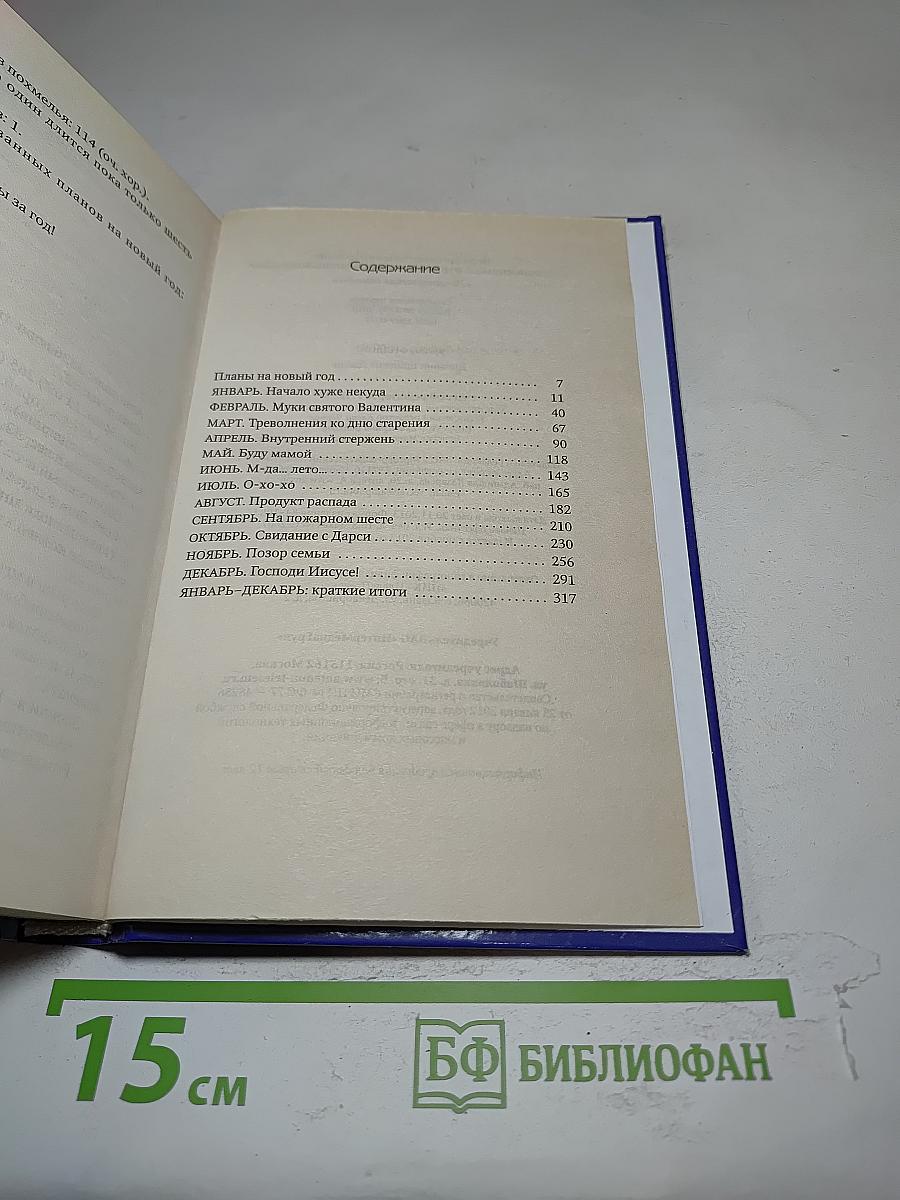 в похмелья: 114 (оч. хор.).
один длится пока только шесть
в: 1.
ванных планов на новый год:
ы за год!
Содержание
Планы на новый год 7
ЯНВАРЬ. Начало хуже некуда 11
ФЕВРАЛЬ. Муки святого Валентина 40
МАРТ. Треволнения ко дню старения 67
АПРЕЛЬ. Внутренний стержень 90
МАЙ. Буду мамой 118
ИЮНЬ. М-да... лето... 143
ИЮЛЬ. О-хо-хо 165
АВГУСТ. Продукт распада 182
СЕНТЯБРЬ. На пожарном шесте 210
ОКТЯБРЬ. Свидание с Дарси 230
НОЯБРЬ. Позор семьи 256
ДЕКАБРЬ. Господи Иисусе! 291
ЯНВАРЬ–ДЕКАБРЬ: краткие итоги 317
15 см
БФ БИБЛИОФАН